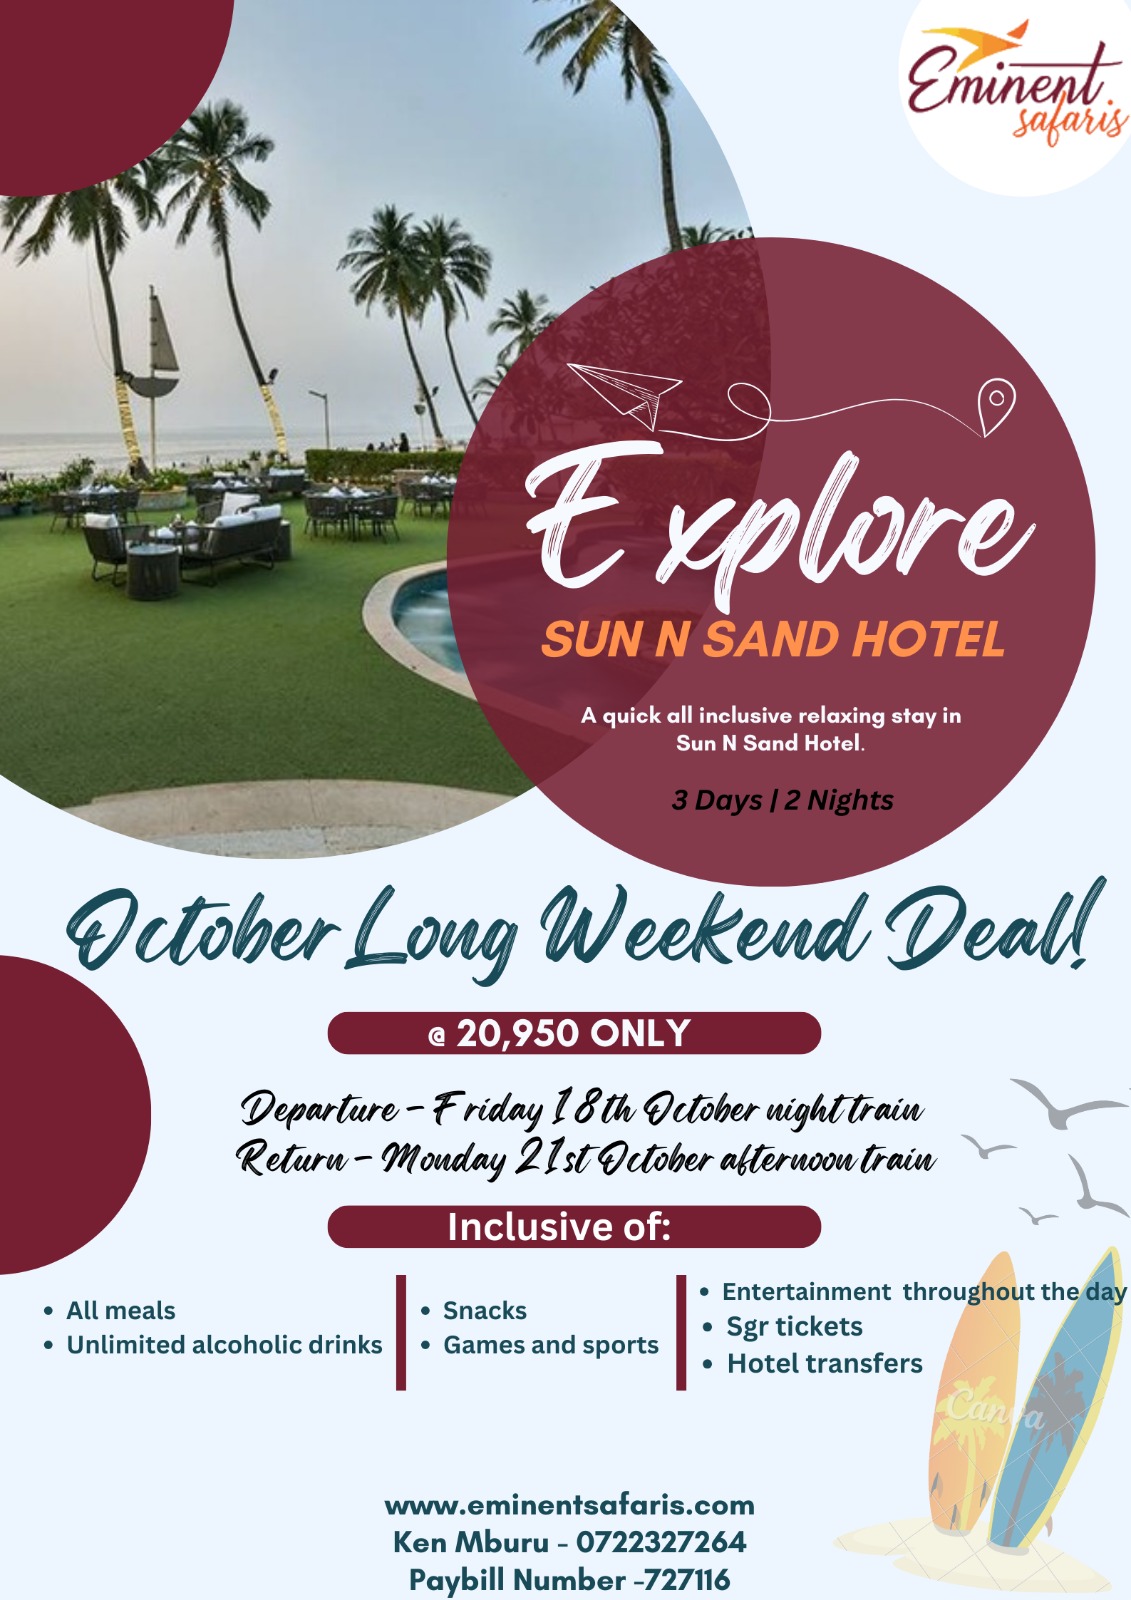 Eminent
safaris
Explore
SUN N SAND HOTEL
A quick all inclusive relaxing stay in
Sun N Sand Hotel.
3 Days | 2 Nights
October Long Weekend Deal!
@ 20,950 ONLY
Departure - Friday 18th October night train
Return - Monday 21st October afternoon train
Inclusive of:
• All meals
• Unlimited alcoholic drinks
• Snacks
• Games and sports
• Entertainment throughout the day
• Sgr tickets
• Hotel transfers
Canva
www.eminentsafaris.com
Ken Mburu - 0722327264
Paybill Number -727116